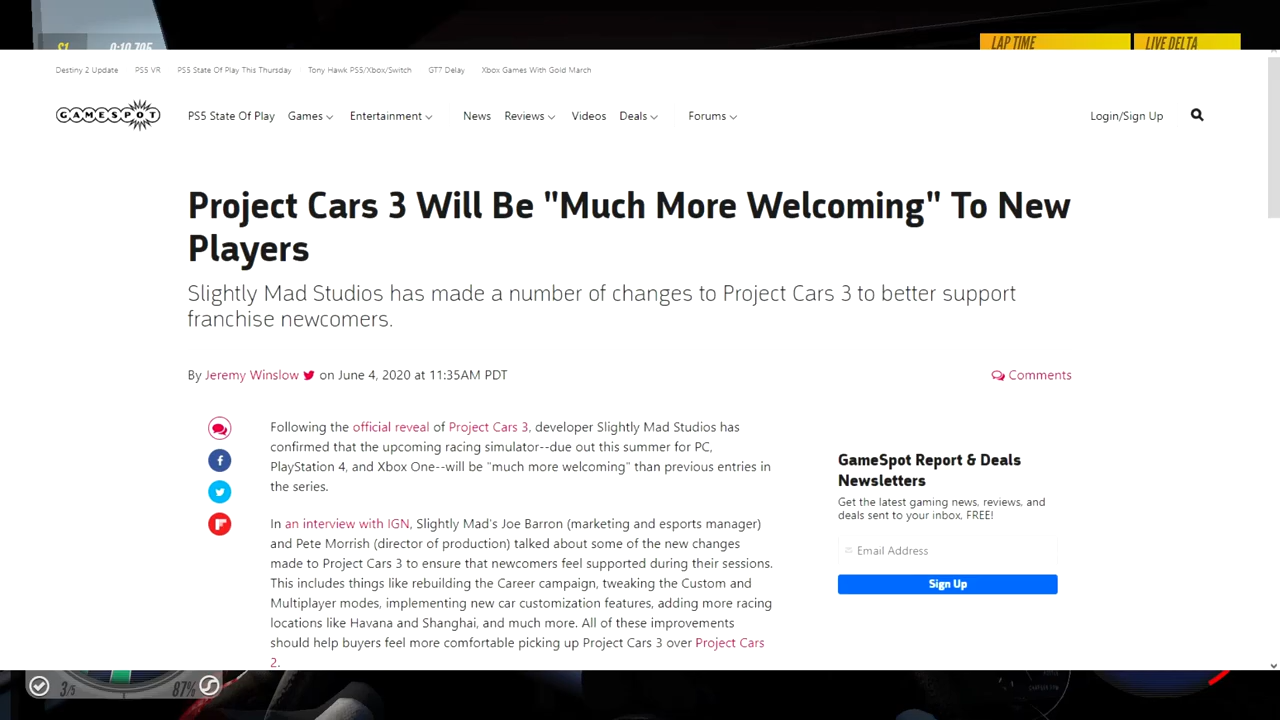 S1 0:10.705
LAP TIME LIVE DELTA
Destiny 2 Update PS5 VR PS5 State Of Play This Thursday Tony Hawk PS5/Xbox/Switch GT7 Delay Xbox Games With Gold March
GAMESPOT PS5 State Of Play Games Entertainment News Reviews Videos Deals Forums Login/Sign Up
Project Cars 3 Will Be "Much More Welcoming" To New
Players
Slightly Mad Studios has made a number of changes to Project Cars 3 to better support
franchise newcomers.
By Jeremy Winslow on June 4, 2020 at 11:35AM PDT
Comments
Following the official reveal of Project Cars 3, developer Slightly Mad Studios has
confirmed that the upcoming racing simulator--due out this summer for PC,
PlayStation 4, and Xbox One--will be "much more welcoming" than previous entries in
the series.
In an interview with IGN, Slightly Mad's Joe Barron (marketing and esports manager)
and Pete Morrish (director of production) talked about some of the new changes
made to Project Cars 3 to ensure that newcomers feel supported during their sessions.
This includes things like rebuilding the Career campaign, tweaking the Custom and
Multiplayer modes, implementing new car customization features, adding more racing
locations like Havana and Shanghai, and much more. All of these improvements
should help buyers feel more comfortable picking up Project Cars 3 over Project Cars
2.
GameSpot Report & Deals
Newsletters
Get the latest gaming news, reviews, and
deals sent to your inbox, FREE!
Email Address
Sign Up
3/5 87%